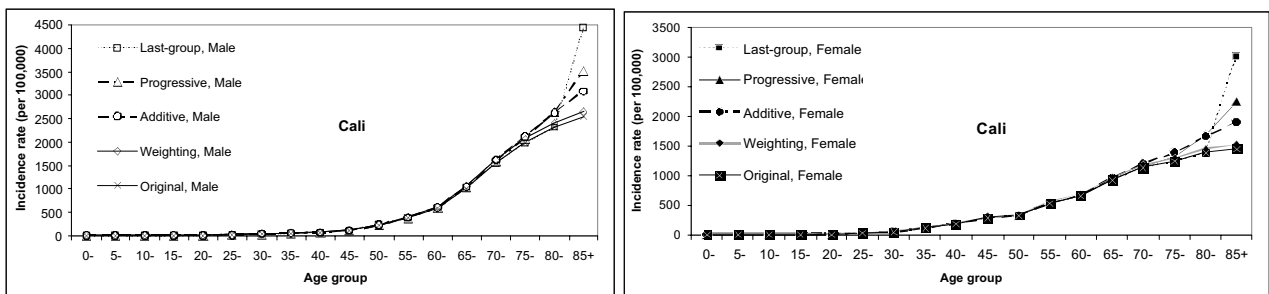 4500
4000
3500
3000
2500
2000
1500
1000
500
0
Incidence rate (per 100,000)
Last-group, Male
Progressive, Male
Additive, Male
Weighting, Male
Original, Male
Cali
0- 5- 10- 15- 20- 25- 30- 35- 40- 45- 50- 55- 60- 65- 70- 75- 80- 85+
Age group
3500
3000
2500
2000
1500
1000
500
0
Incidence rate (per 100,000)
Last-group, Female
Progressive, Female
Additive, Female
Weighting, Female
Original, Female
Cali
0- 5- 10- 15- 20- 25- 30- 35- 40- 45- 50- 55- 60- 65- 70- 75- 80- 85+
Age group